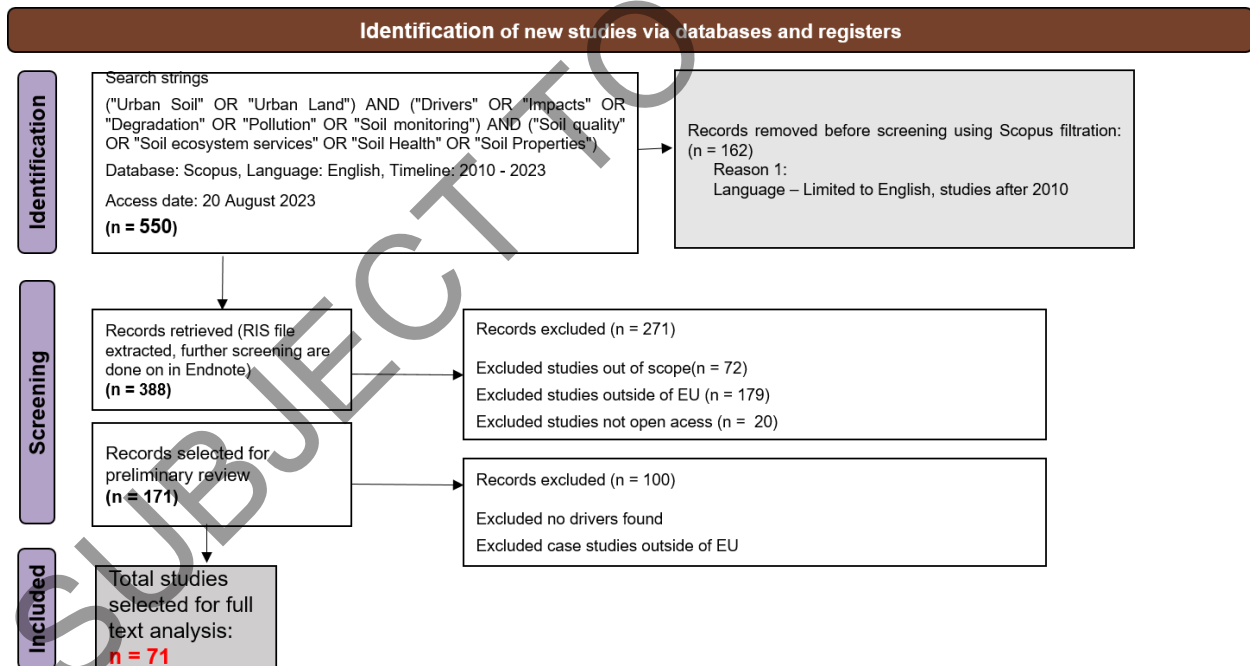 Identification of new studies via databases and registers
Identification
Search strings
("Urban Soil" OR "Urban Land") AND ("Drivers" OR "Impacts" OR
"Degradation" OR "Pollution" OR "Soil monitoring") AND ("Soil quality"
OR "Soil ecosystem services" OR "Soil Health" OR "Soil Properties")
Database: Scopus, Language: English, Timeline: 2010 - 2023
Access date: 20 August 2023
(n = 550)
Records removed before screening using Scopus filtration:
(n = 162)
Reason 1:
Language – Limited to English, studies after 2010
Screening
Records retrieved (RIS file
extracted, further screening are
done on in Endnote)
(n = 388)
Records excluded (n = 271)
Excluded studies out of scope(n = 72)
Excluded studies outside of EU (n = 179)
Excluded studies not open acess (n =  20)
Records selected for
preliminary review
(n = 171)
Records excluded (n = 100)
Excluded no drivers found
Excluded case studies outside of EU
Included
Total studies
selected for full
text analysis:
n = 71
SUBJECT TO